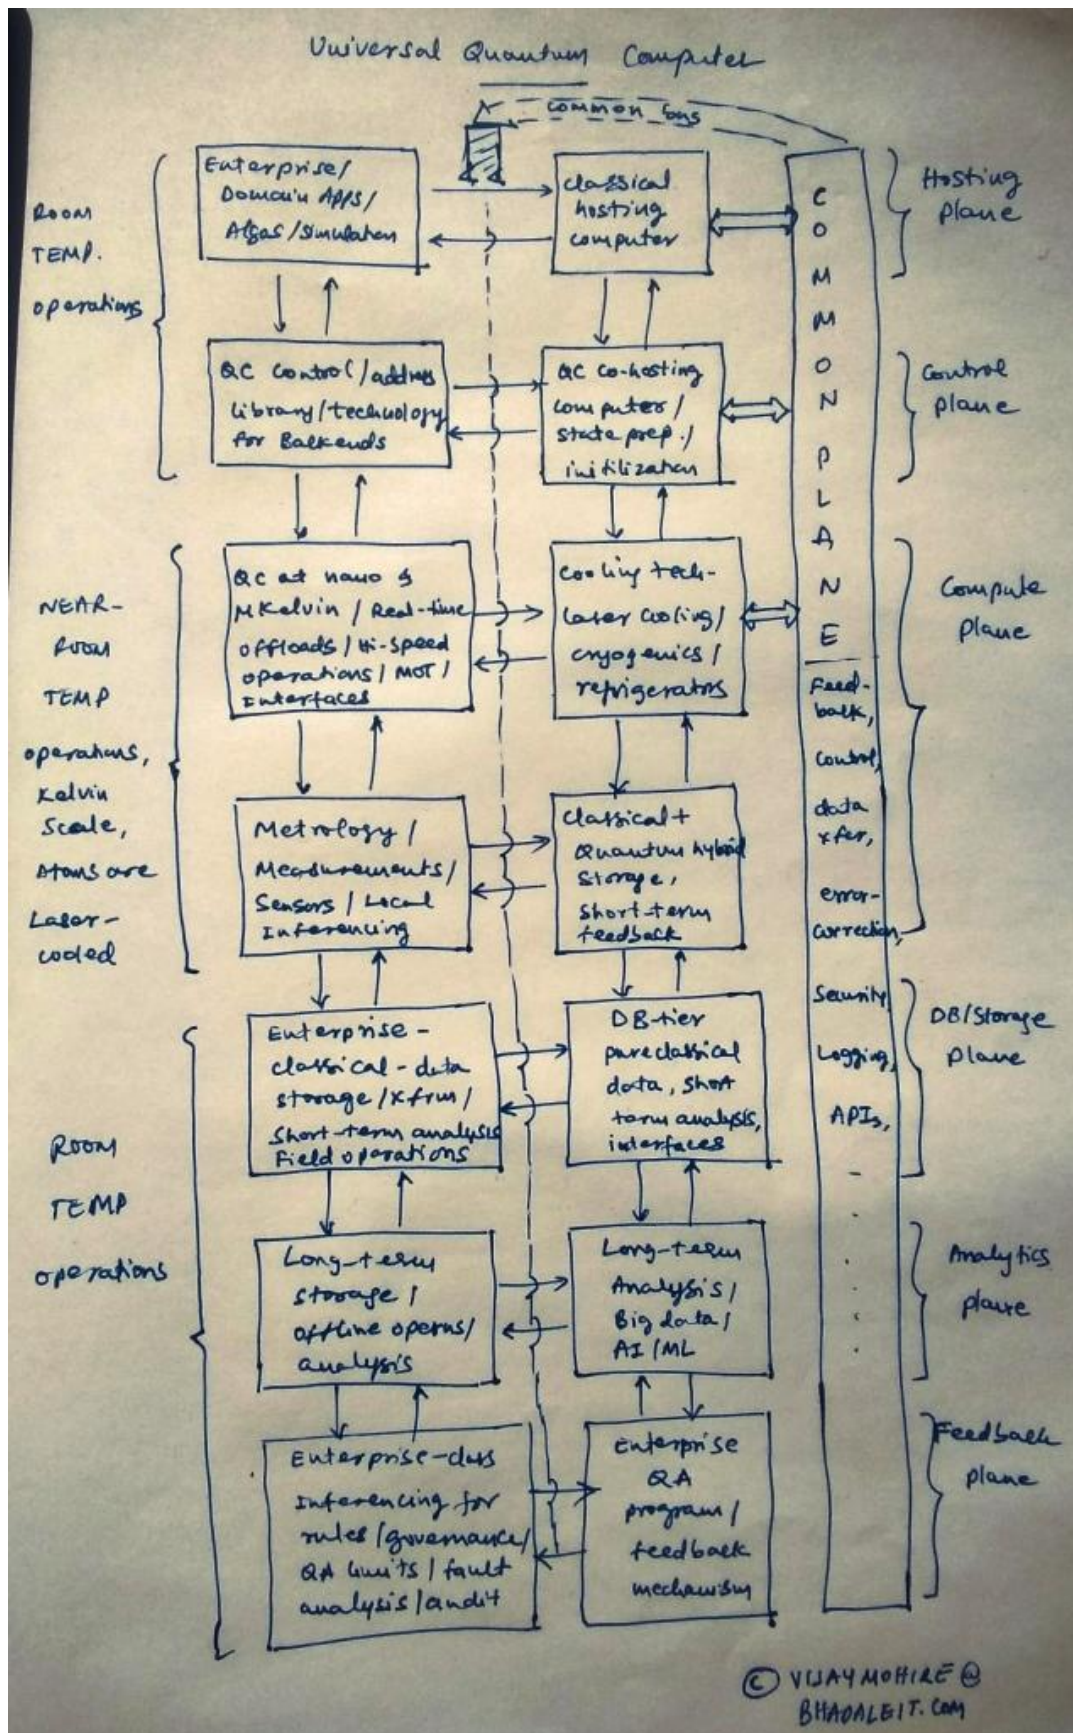 Universal Quantum Computer
common bus
ROOM
TEMP.
operations
Enterprise/
Domain Apps/
Algos/Simulation
classical
hosting
computer
Hosting
plane
QC Control/address
library/technology
for Backends
QC Co-hosting
computer/
state prep./
initilization
Control
plane
COMMON PLANE
NEAR-
ROOM
TEMP
operations,
Kelvin
Scale,
Atoms are
Laser-
cooled
QC at nano &
MKelvin / Real-time
offloads / Hi-Speed
operations / MOT /
Interfaces
Cooling tech-
laser cooling/
cryogenics /
refrigerators
Compute
plane
Feed-
back,
control,
data
xfer,
error-
correction,
Security,
Logging,
APIs,
Metrology /
Measurements/
Sensors / Local
Inferencing
Classical+
Quantum hybrid
storage,
Short-term
feedback
ROOM
TEMP
operations
Enterprise-
classical-data
storage /Xfrm/
Short-term analysis
Field operations
DB-tier
pure classical
data, short
term analysis,
interfaces
DB/Storage
plane
Long-term
storage /
offline operns/
analysis
Long-term
Analysis /
Big data /
AI / ML
Analytics
plane
Enterprise-class
Inferencing for
rules /governance/
QA limits / fault
analysis / audit
Enterprise
QA
program /
feedback
mechanism
Feedback
plane
© VIJAYMOHIRE @
BHADALEIT.COM